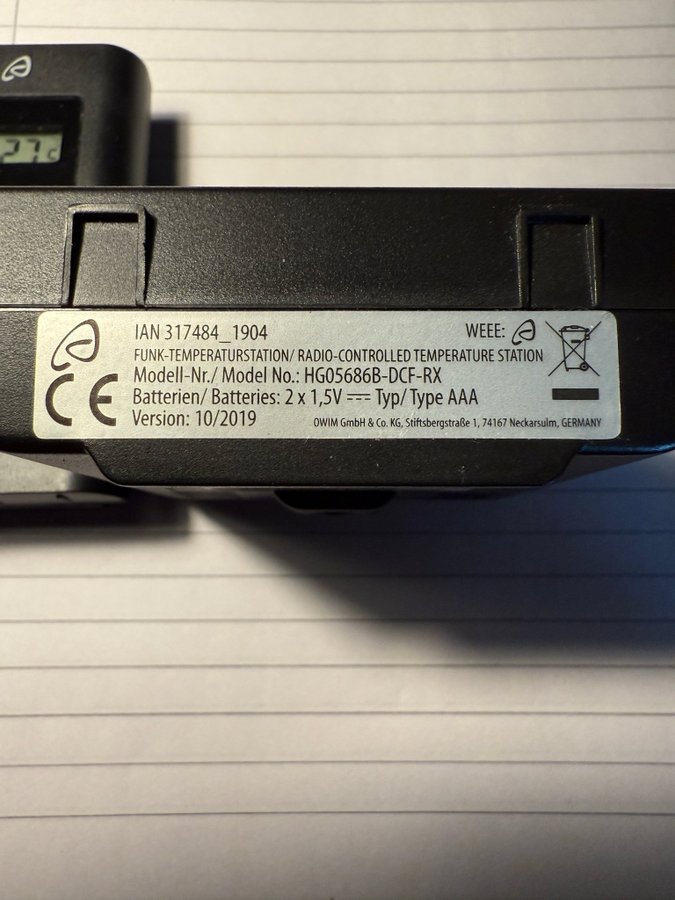 27c
IAN 317484_1904
WEEE:
FUNK-TEMPERATURSTATION/ RADIO-CONTROLLED TEMPERATURE STATION
Modell-Nr./ Model No.: HG05686B-DCF-RX
Batterien/ Batteries: 2 x 1,5V ⎓ Typ/ Type AAA
Version: 10/2019
OWIM GmbH & Co. KG, Stiftsbergstraße 1, 74167 Neckarsulm, GERMANY
CE